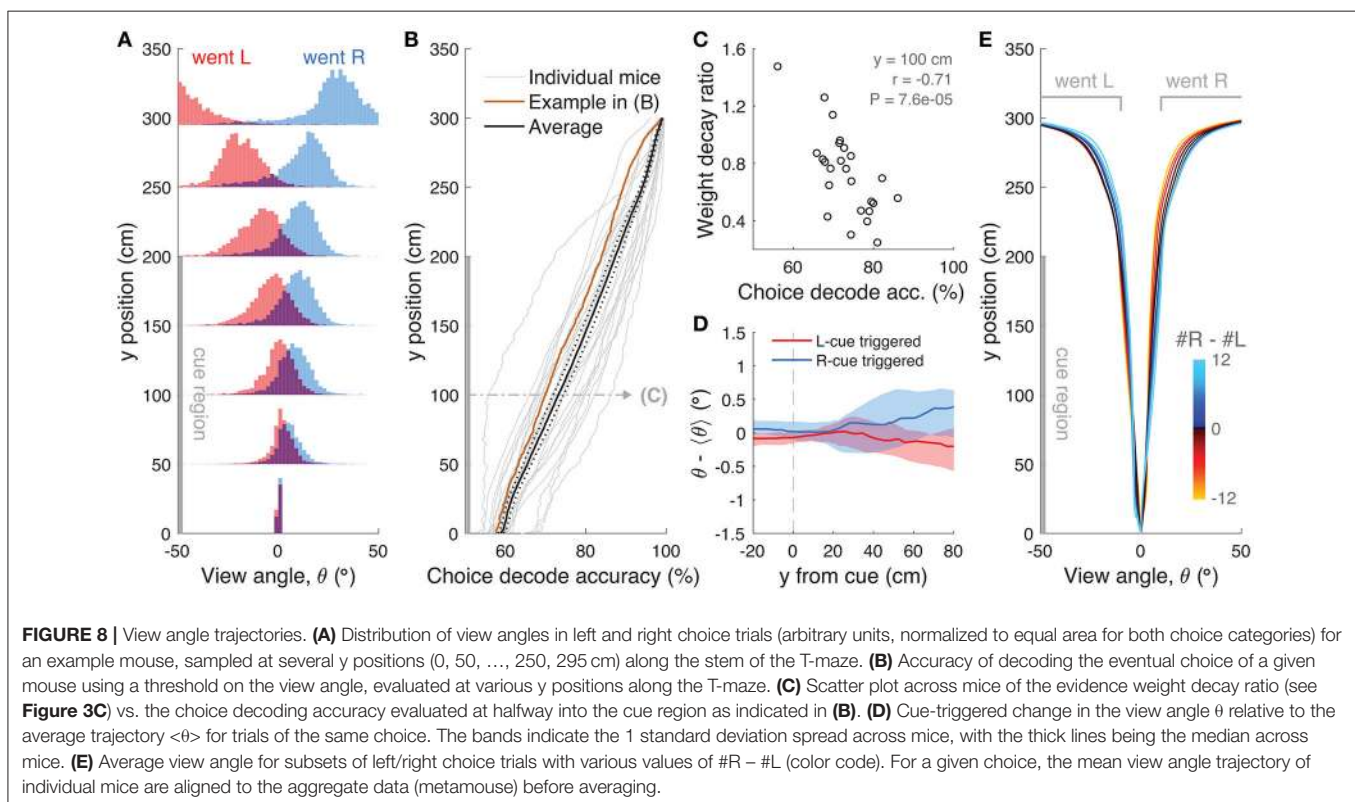 A
went L
went R
350
300
250
200
150
100
50
0
y position (cm)
cue region
-50
0
50
View angle, θ (°)
B
350
300
250
200
150
100
50
0
y position (cm)
Individual mice
Example in (B)
Average
(C)
60
80
100
Choice decode accuracy (%)
C
1.6
1.2
0.8
0.4
Weight decay ratio
y = 100 cm
r = -0.71
P = 7.6e-05
60
80
100
Choice decode acc. (%)
D
1.5
1
0.5
0
-0.5
-1
-1.5
θ - ⟨θ⟩ (°)
L-cue triggered
R-cue triggered
-20
0
20
40
60
80
y from cue (cm)
E
350
300
250
200
150
100
50
0
y position (cm)
went L
went R
cue region
#R - #L
12
0
-12
-50
0
50
View angle, θ (°)
FIGURE 8 | View angle trajectories. (A) Distribution of view angles in left and right choice trials (arbitrary units, normalized to equal area for both choice categories) for
an example mouse, sampled at several y positions (0, 50, …, 250, 295 cm) along the stem of the T-maze. (B) Accuracy of decoding the eventual choice of a given
mouse using a threshold on the view angle, evaluated at various y positions along the T-maze. (C) Scatter plot across mice of the evidence weight decay ratio (see
Figure 3C) vs. the choice decoding accuracy evaluated at halfway into the cue region as indicated in (B). (D) Cue-triggered change in the view angle θ relative to the
average trajectory <θ> for trials of the same choice. The bands indicate the 1 standard deviation spread across mice, with the thick lines being the median across
mice. (E) Average view angle for subsets of left/right choice trials with various values of #R – #L (color code). For a given choice, the mean view angle trajectory of
individual mice are aligned to the aggregate data (metamouse) before averaging.